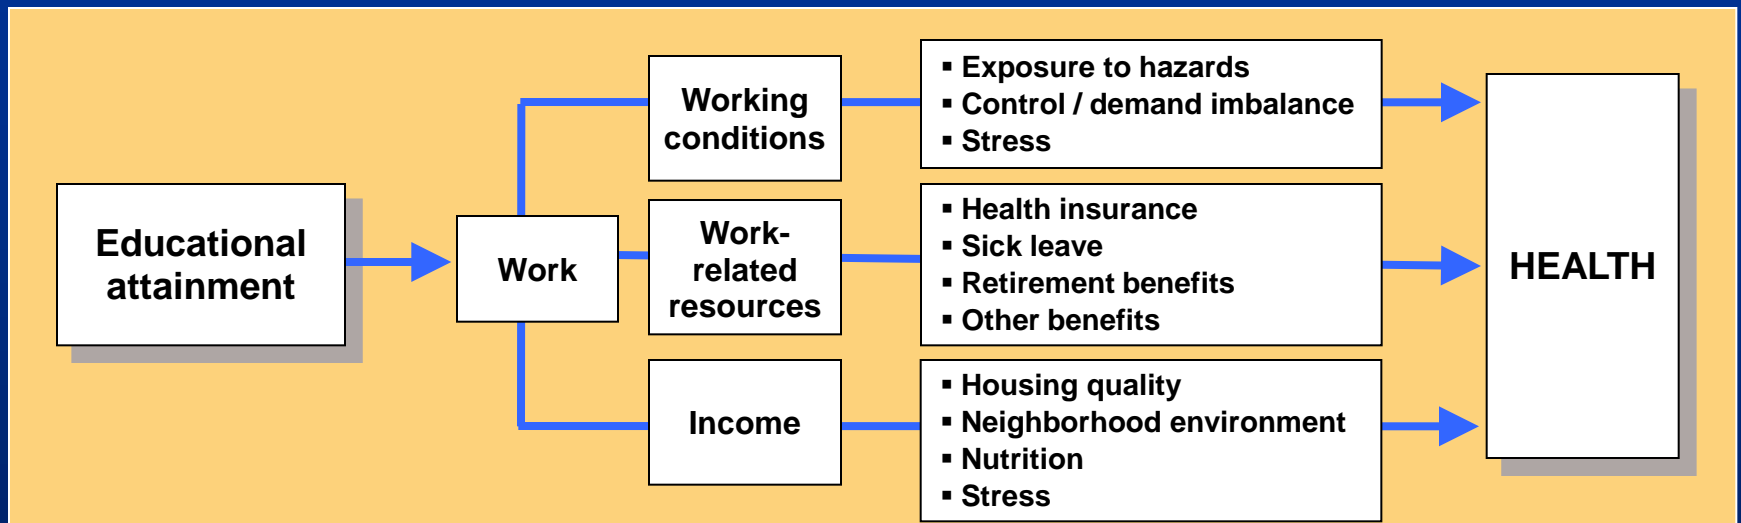 Educational
attainment
Work
Working
conditions
▪ Exposure to hazards
▪ Control / demand imbalance
▪ Stress
Work-
related
resources
▪ Health insurance
▪ Sick leave
▪ Retirement benefits
▪ Other benefits
Income
▪ Housing quality
▪ Neighborhood environment
▪ Nutrition
▪ Stress
HEALTH